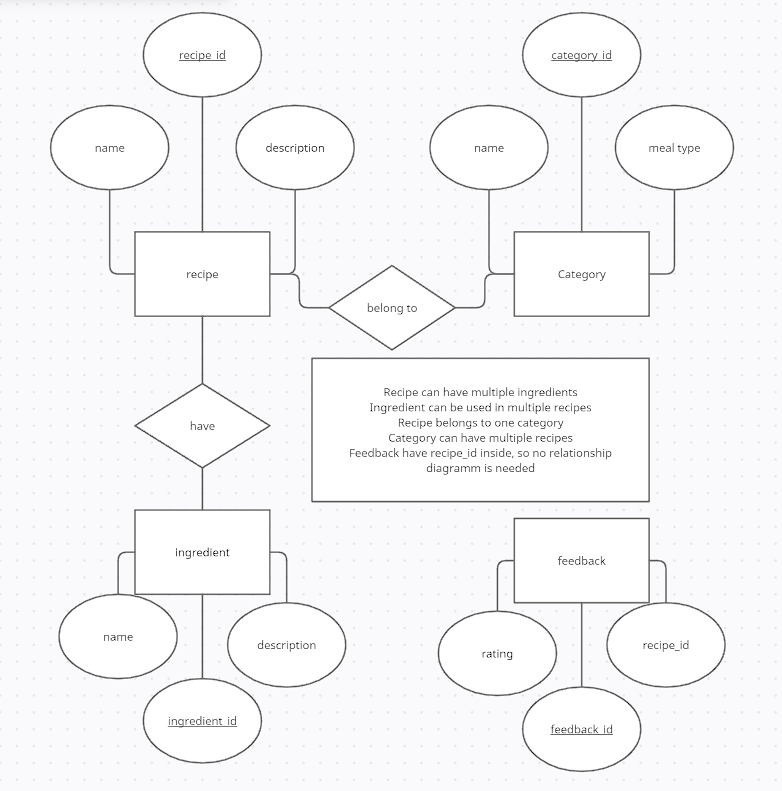 recipe_id
category_id
name
description
name
meal type
recipe
Category
belong to
Recipe can have multiple ingredients
Ingredient can be used in multiple recipes
Recipe belongs to one category
Category can have multiple recipes
Feedback have recipe_id inside, so no relationship
diagramm is needed
have
ingredient
feedback
name
description
rating
recipe_id
ingredient_id
feedback_id